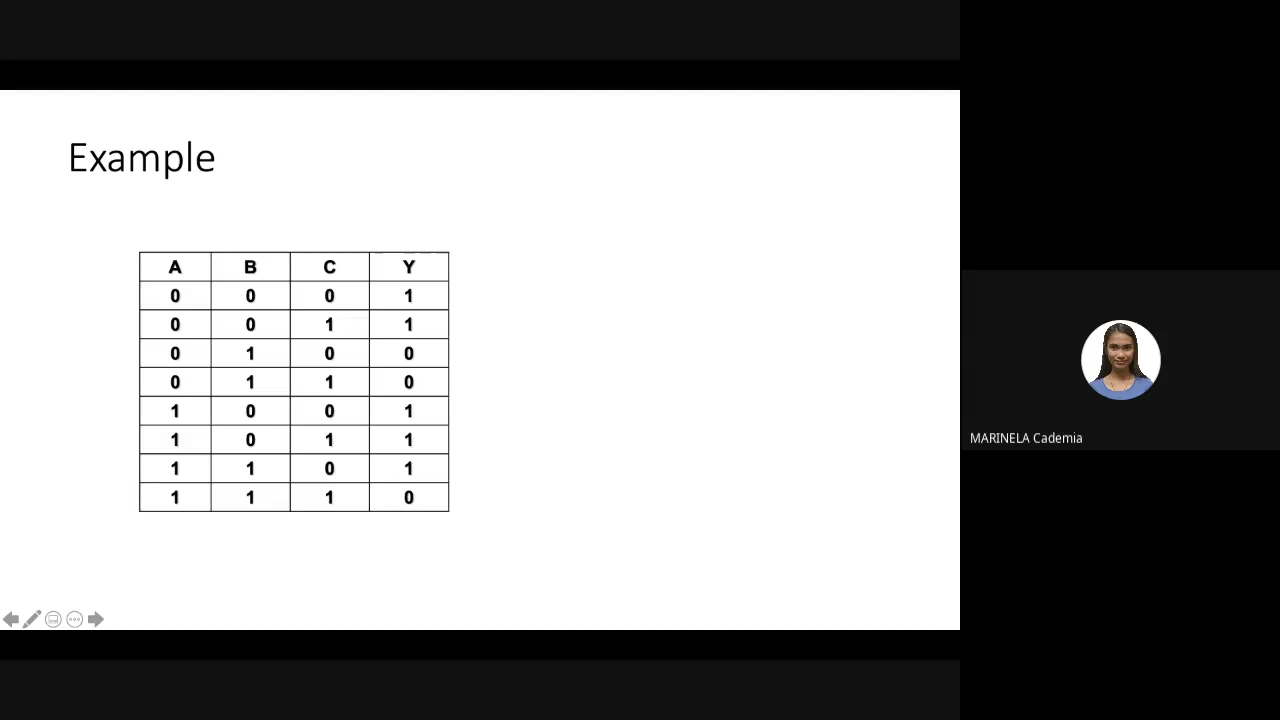 Example
A B C Y
0 0 0 1
0 0 1 1
0 1 0 0
0 1 1 0
1 0 0 1
1 0 1 1
1 1 0 1
1 1 1 0
MARINELA Cademia